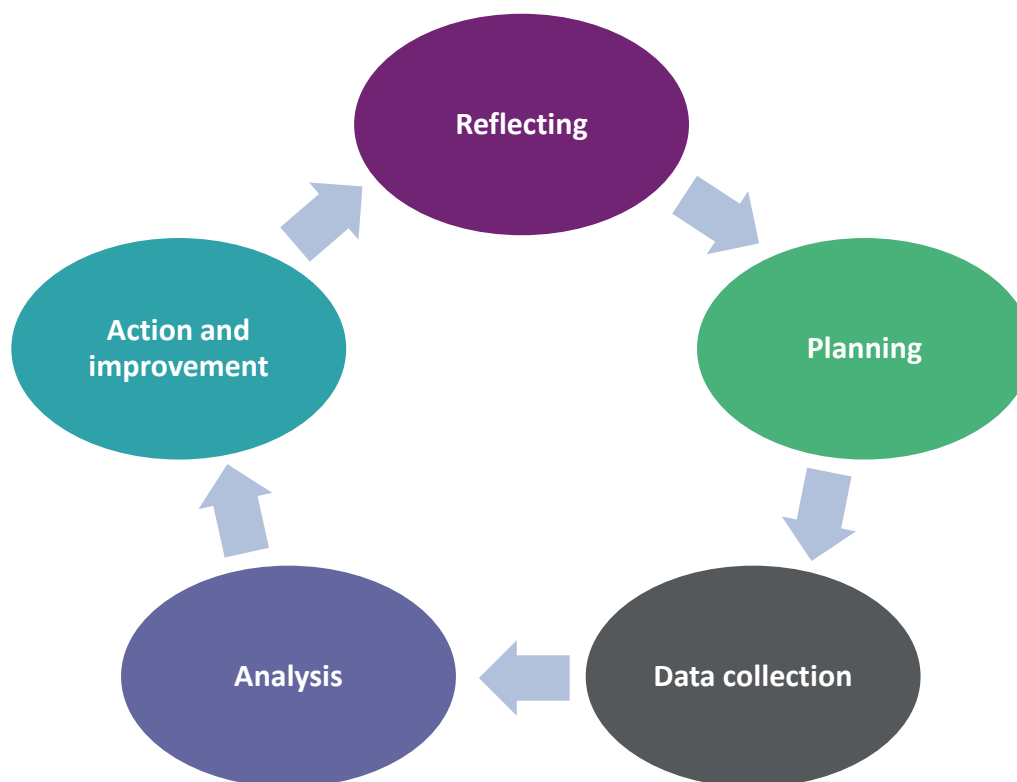 Reflecting
Planning
Data collection
Analysis
Action and
improvement